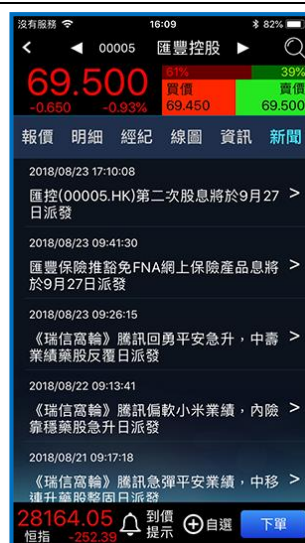 沒有服務 16:09 82%
00005 匯豐控股
69.500 61% 39%
-0.650 -0.93% 買價 賣價
69.450 69.500
報價 明細 經紀 線圖 資訊 新聞
2018/08/23 17:10:08
匯控(00005.HK)第二次股息將於9月27
日派發
2018/08/23 09:41:30
匯豐保險推豁免FNA網上保險產品息將
於9月27日派發
2018/08/23 09:26:15
《瑞信窩輪》騰訊回勇平安急升，中壽
業績藥股反覆日派發
2018/08/22 09:13:41
《瑞信窩輪》騰訊偏軟小米業績，內險
靠穩藥股急升日派發
2018/08/21 09:17:18
《瑞信窩輪》騰訊急彈平安業績，中移
連升藥股整固日派發
28164.05 到價 自選 下單
恒指 -252.39 提示